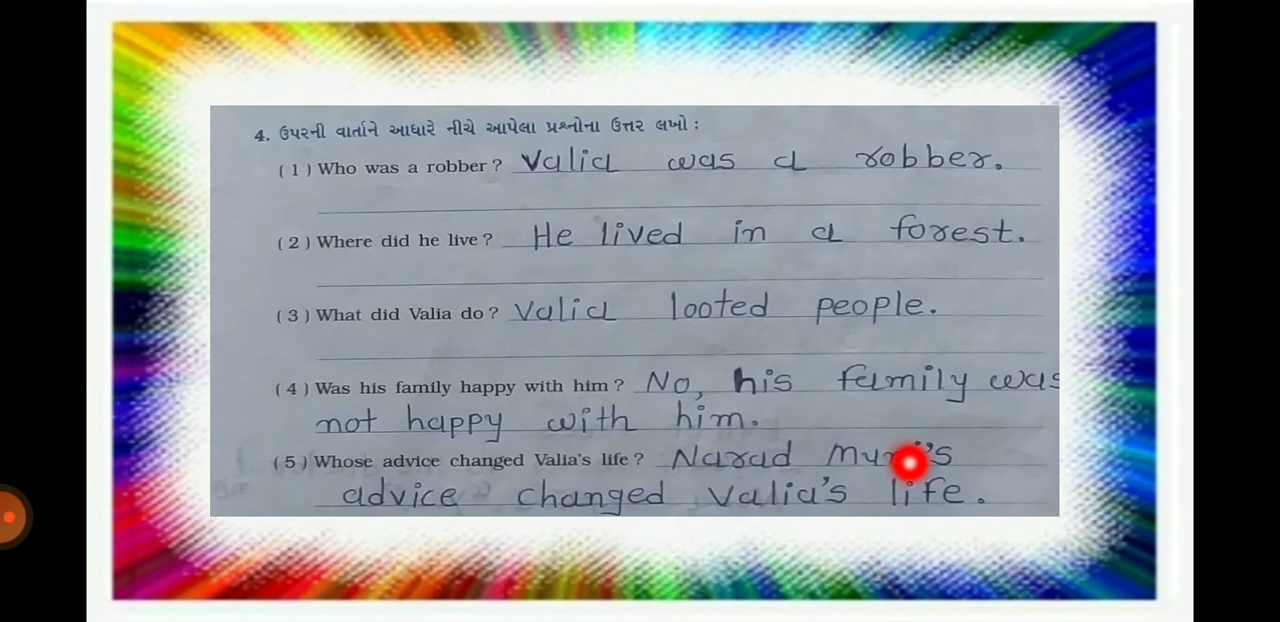 4. ઉપરની વાર્તાને આધારે નીચે આપેલા પ્રશ્નોના ઉત્તર લખો :
( 1 ) Who was a robber ? Valia was a robber.
( 2 ) Where did he live ? He lived in a forest.
( 3 ) What did Valia do ? Valia looted people.
( 4 ) Was his family happy with him ? No, his family was
not happy with him.
( 5 ) Whose advice changed Valia's life ? Narad
advice changed Valia's life.